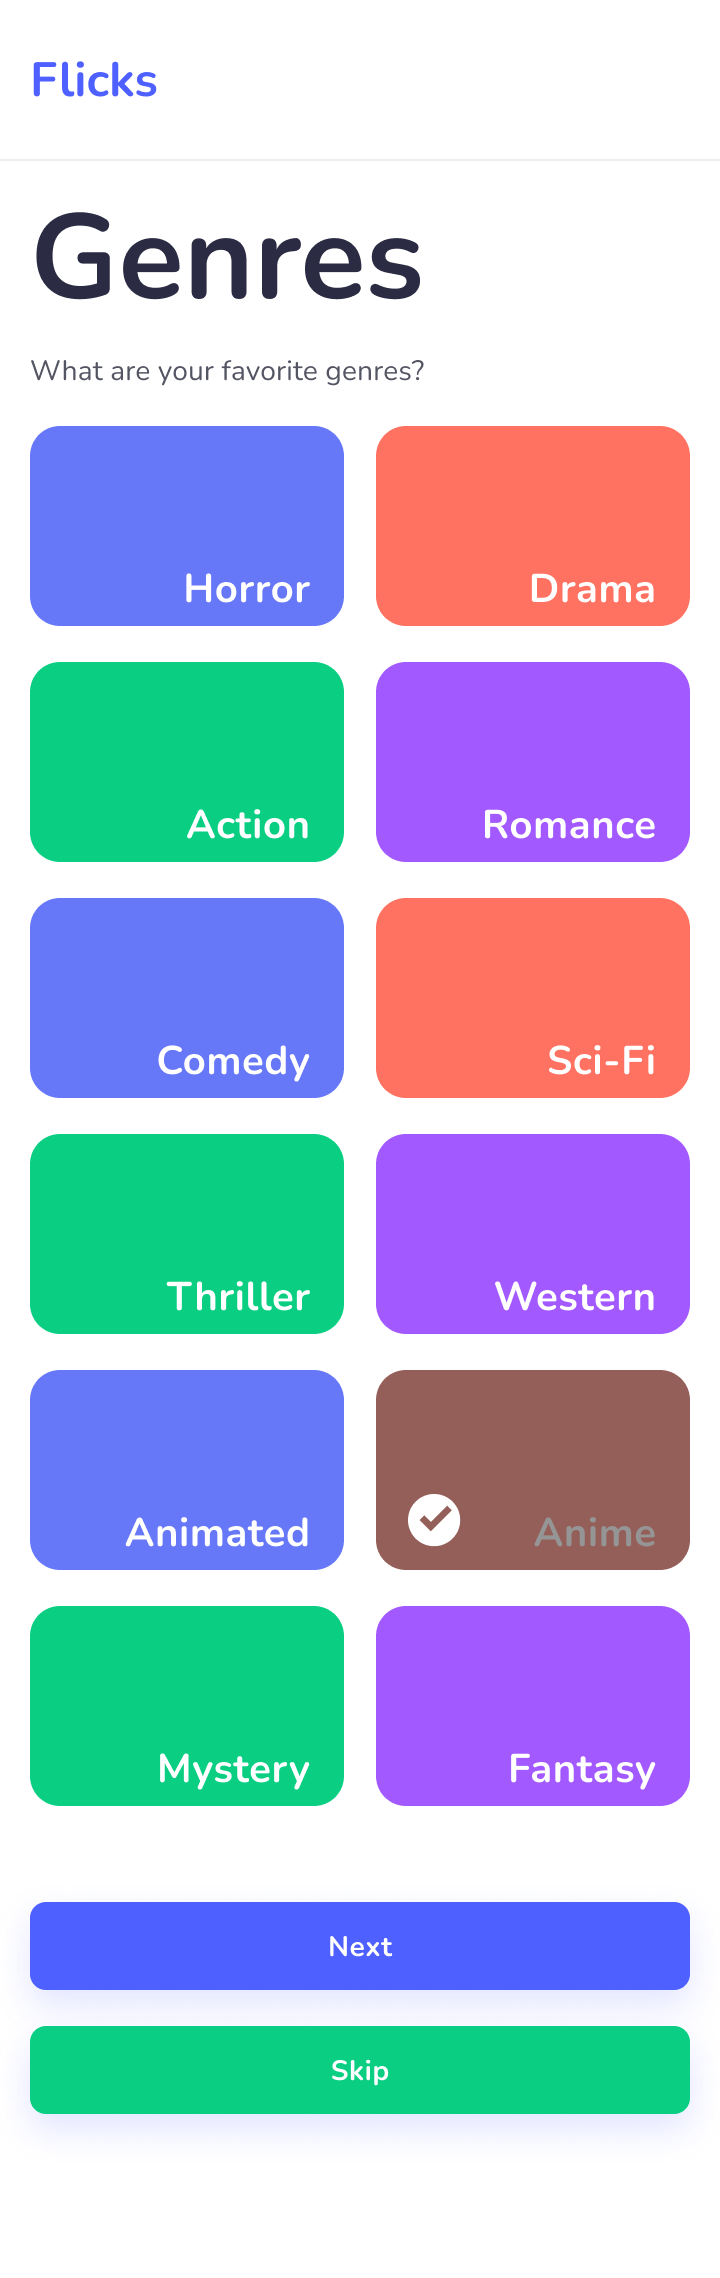 Flicks
Genres
What are your favorite genres?
Horror
Drama
Action
Romance
Comedy
Sci-Fi
Thriller
Western
Animated
Anime
Mystery
Fantasy
Next
Skip